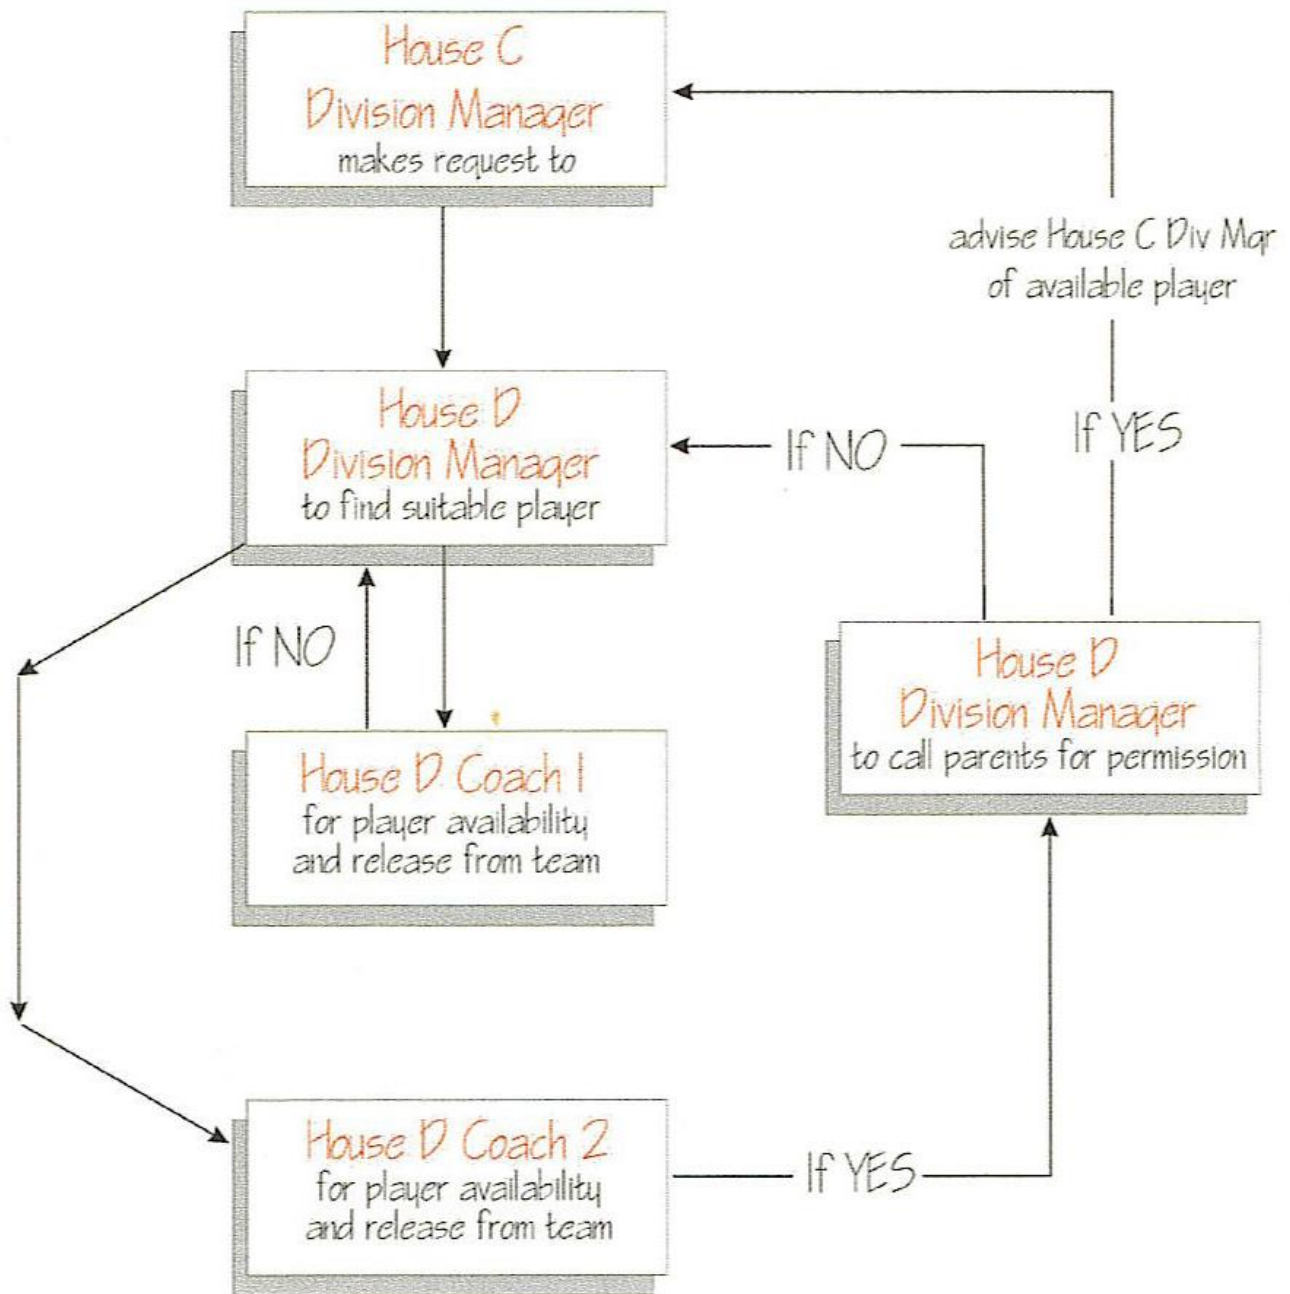 House C
Division Manager
makes request to
advise House C Div Mgr
of available player
House D
Division Manager
to find suitable player
If NO
If YES
If NO
House D
Division Manager
to call parents for permission
House D Coach 1
for player availability
and release from team
House D Coach 2
for player availability
and release from team
If YES